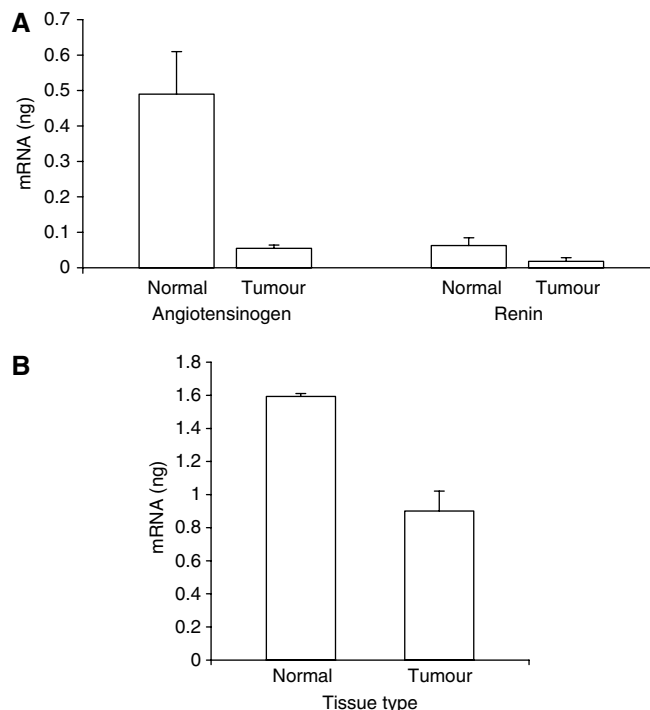 A
0.7
0.6
0.5
0.4
0.3
0.2
0.1
0
mRNA (ng)
Normal Tumour Normal Tumour
Angiotensinogen Renin
B
1.8
1.6
1.4
1.2
1
0.8
0.6
0.4
0.2
0
mRNA (ng)
Normal Tumour
Tissue type